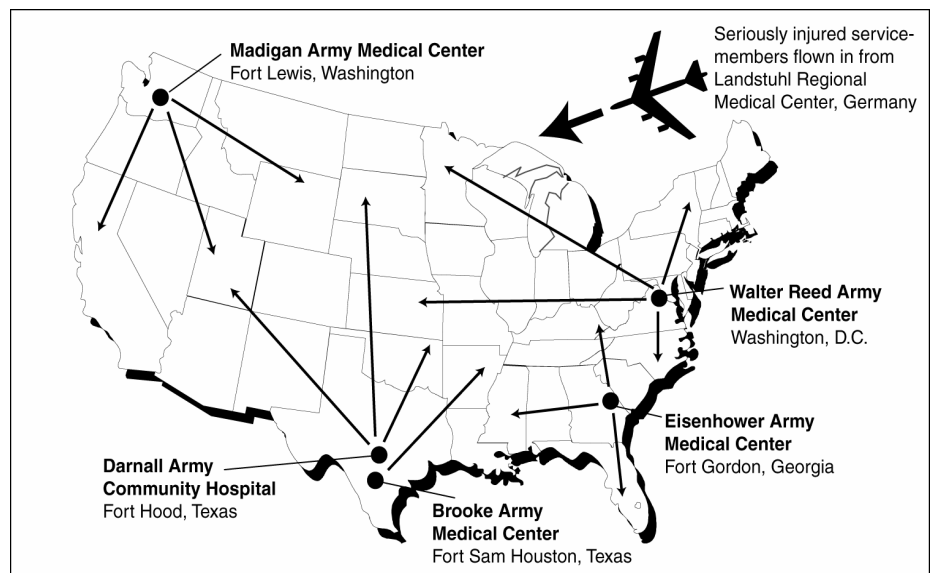 Madigan Army Medical Center
Fort Lewis, Washington
Seriously injured service-
members flown in from
Landstuhl Regional
Medical Center, Germany
Walter Reed Army
Medical Center
Washington, D.C.
Eisenhower Army
Medical Center
Fort Gordon, Georgia
Darnall Army
Community Hospital
Fort Hood, Texas
Brooke Army
Medical Center
Fort Sam Houston, Texas